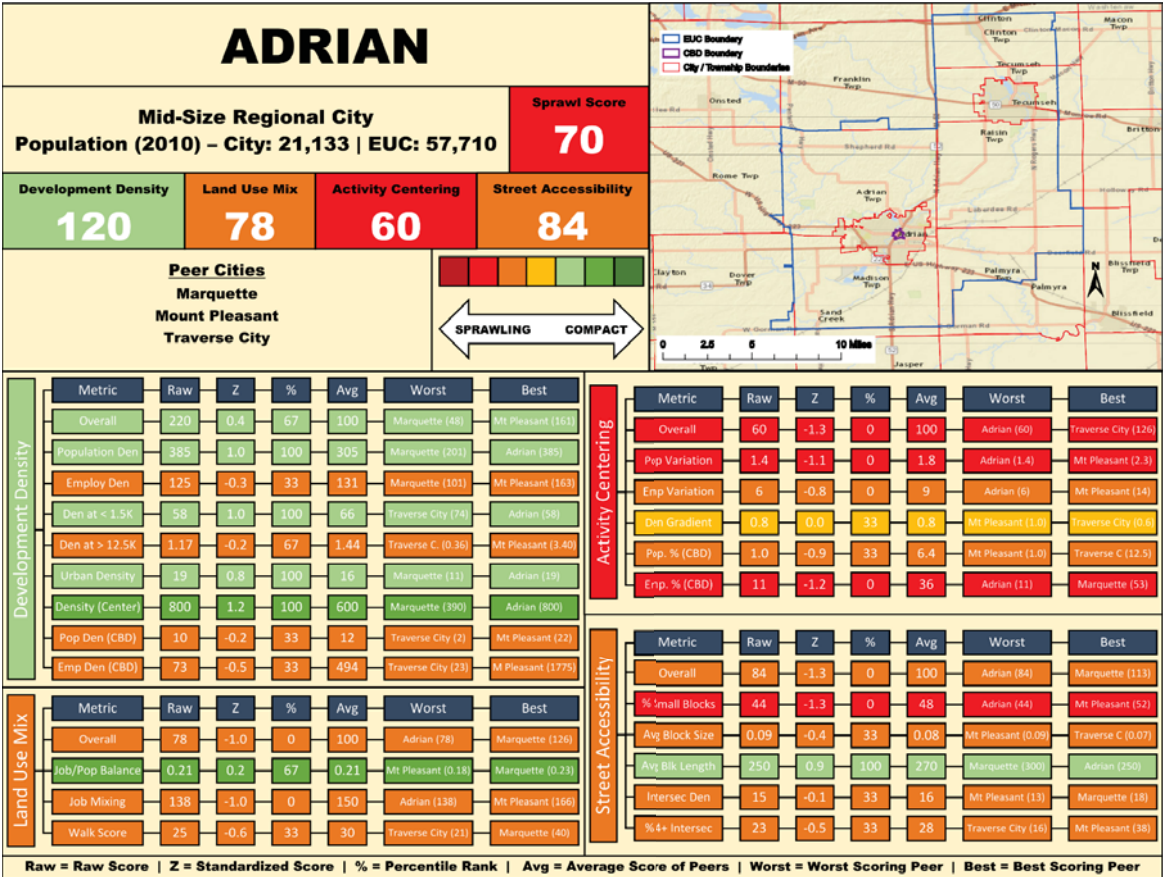 ADRIAN
Mid-Size Regional City
Population (2010) – City: 21,133 | EUC: 57,710
Sprawl Score
70
Development Density
120
Land Use Mix
78
Activity Centering
60
Street Accessibility
84
Peer Cities
Marquette
Mount Pleasant
Traverse City
SPRAWLING COMPACT
EUC Boundary
CBD Boundary
City / Township Boundaries
Clinton
Clinton Twp
Macon Twp
Tecumseh Twp
Tecumseh
Franklin Twp
Onsted
Raisin Twp
Britton
Shepherd Rd
Rome Twp
Adrian Twp
Adrian
Clayton
Dover Twp
Madison Twp
Palmyra Twp
Palmyra
Blissfield Twp
Blissfield
Sand Creek
Jasper
N
0 2.5 5 10 Miles
Development Density
Metric Raw Z % Avg Worst Best
Overall 220 0.4 67 100 Marquette (48) Mt Pleasant (161)
Population Den 385 1.0 100 305 Marquette (201) Adrian (385)
Employ Den 125 -0.3 33 131 Marquette (101) Mt Pleasant (163)
Den at < 1.5K 58 1.0 100 66 Traverse City (74) Adrian (58)
Den at > 12.5K 1.17 -0.2 67 1.44 Traverse C. (0.36) Mt Pleasant (3.40)
Urban Density 19 0.8 100 16 Marquette (11) Adrian (19)
Density (Center) 800 1.2 100 600 Marquette (390) Adrian (800)
Pop Den (CBD) 10 -0.2 33 12 Traverse City (2) Mt Pleasant (22)
Emp Den (CBD) 73 -0.5 33 494 Traverse City (23) M Pleasant (1775)
Land Use Mix
Metric Raw Z % Avg Worst Best
Overall 78 -1.0 0 100 Adrian (78) Marquette (126)
Job/Pop Balance 0.21 0.2 67 0.21 Mt Pleasant (0.18) Marquette (0.23)
Job Mixing 138 -1.0 0 150 Adrian (138) Mt Pleasant (166)
Walk Score 25 -0.6 33 30 Traverse City (21) Marquette (40)
Activity Centering
Metric Raw Z % Avg Worst Best
Overall 60 -1.3 0 100 Adrian (60) Traverse City (126)
Pop Variation 1.4 -1.1 0 1.8 Adrian (1.4) Mt Pleasant (2.3)
Emp Variation 6 -0.8 0 9 Adrian (6) Mt Pleasant (14)
Den Gradient 0.8 0.0 33 0.8 Mt Pleasant (1.0) Traverse City (0.6)
Pop. % (CBD) 1.0 -0.9 33 6.4 Mt Pleasant (1.0) Traverse C (12.5)
Emp. % (CBD) 11 -1.2 0 36 Adrian (11) Marquette (53)
Street Accessibility
Metric Raw Z % Avg Worst Best
Overall 84 -1.3 0 100 Adrian (84) Marquette (113)
% Small Blocks 44 -1.3 0 48 Adrian (44) Mt Pleasant (52)
Avg Block Size 0.09 -0.4 33 0.08 Mt Pleasant (0.09) Traverse C (0.07)
Avg Blk Length 250 0.9 100 270 Marquette (300) Adrian (250)
Intersec Den 15 -0.1 33 16 Mt Pleasant (13) Marquette (18)
%4+ Intersec 23 -0.5 33 28 Traverse City (16) Mt Pleasant (38)
Raw = Raw Score | Z = Standardized Score | % = Percentile Rank | Avg = Average Score of Peers | Worst = Worst Scoring Peer | Best = Best Scoring Peer